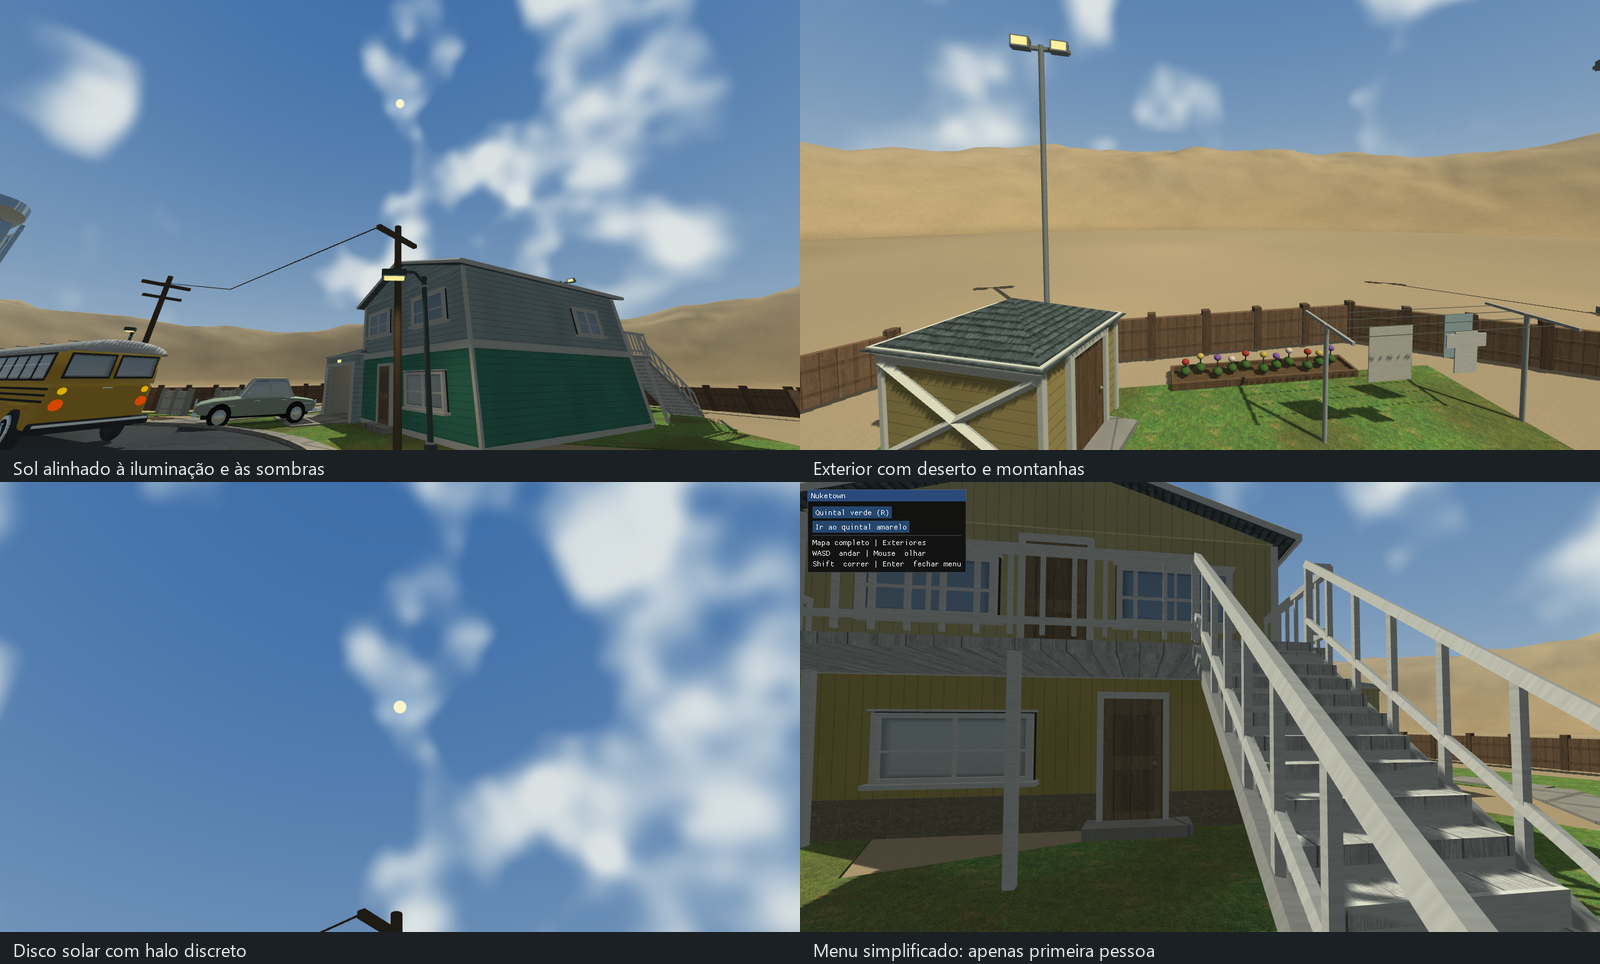 Sol alinhado à iluminação e às sombras
Exterior com deserto e montanhas
Nuketown
Quintal verde (R)
Ir ao quintal amarelo
Mapa completo | Exteriores
WASD andar | Mouse olhar
Shift correr | Enter fechar menu
Disco solar com halo discreto
Menu simplificado: apenas primeira pessoa